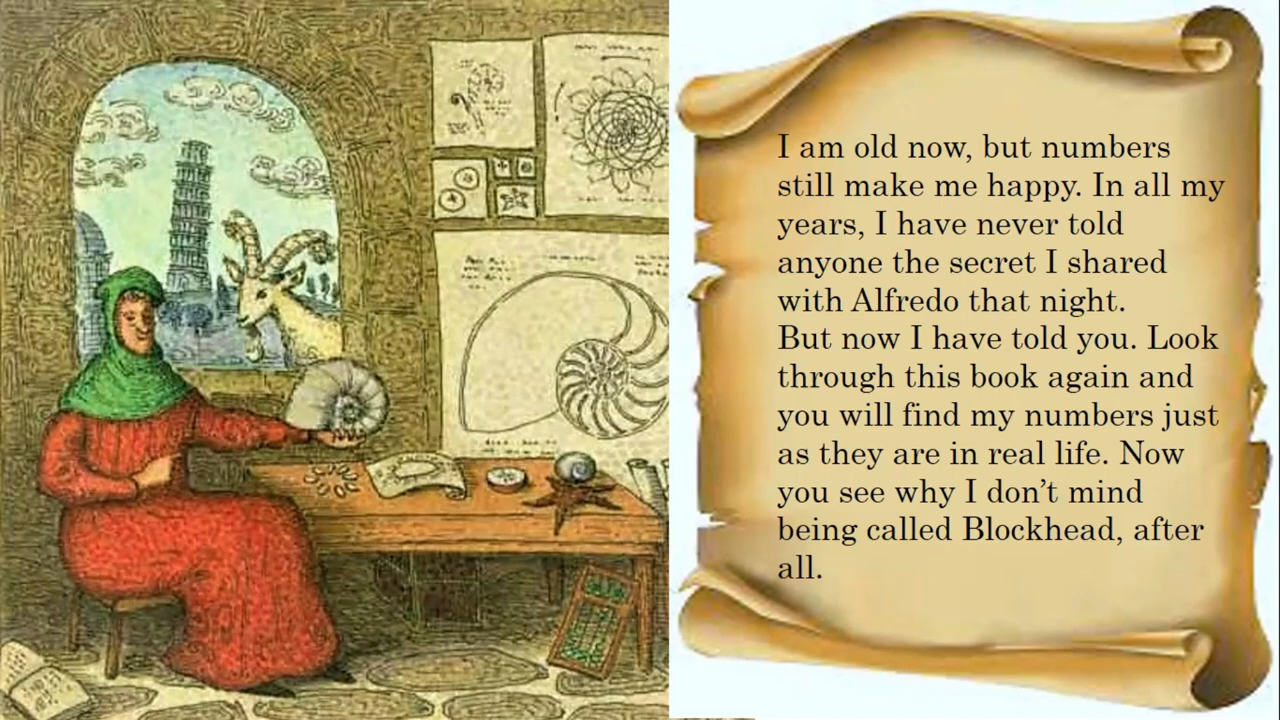 I am old now, but numbers
still make me happy. In all my
years, I have never told
anyone the secret I shared
with Alfredo that night.
But now I have told you. Look
through this book again and
you will find my numbers just
as they are in real life. Now
you see why I don’t mind
being called Blockhead, after
all.